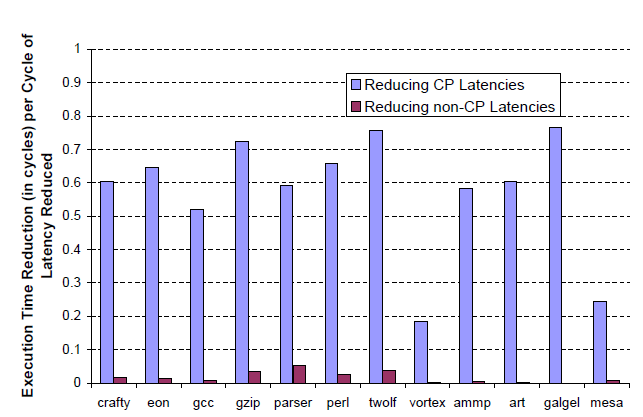 Execution Time Reduction (in cycles) per Cycle of
Latency Reduced
1
0.9
0.8
0.7
0.6
0.5
0.4
0.3
0.2
0.1
0
Reducing CP Latencies
Reducing non-CP Latencies
crafty eon gcc gzip parser perl twolf vortex ammp art galgel mesa